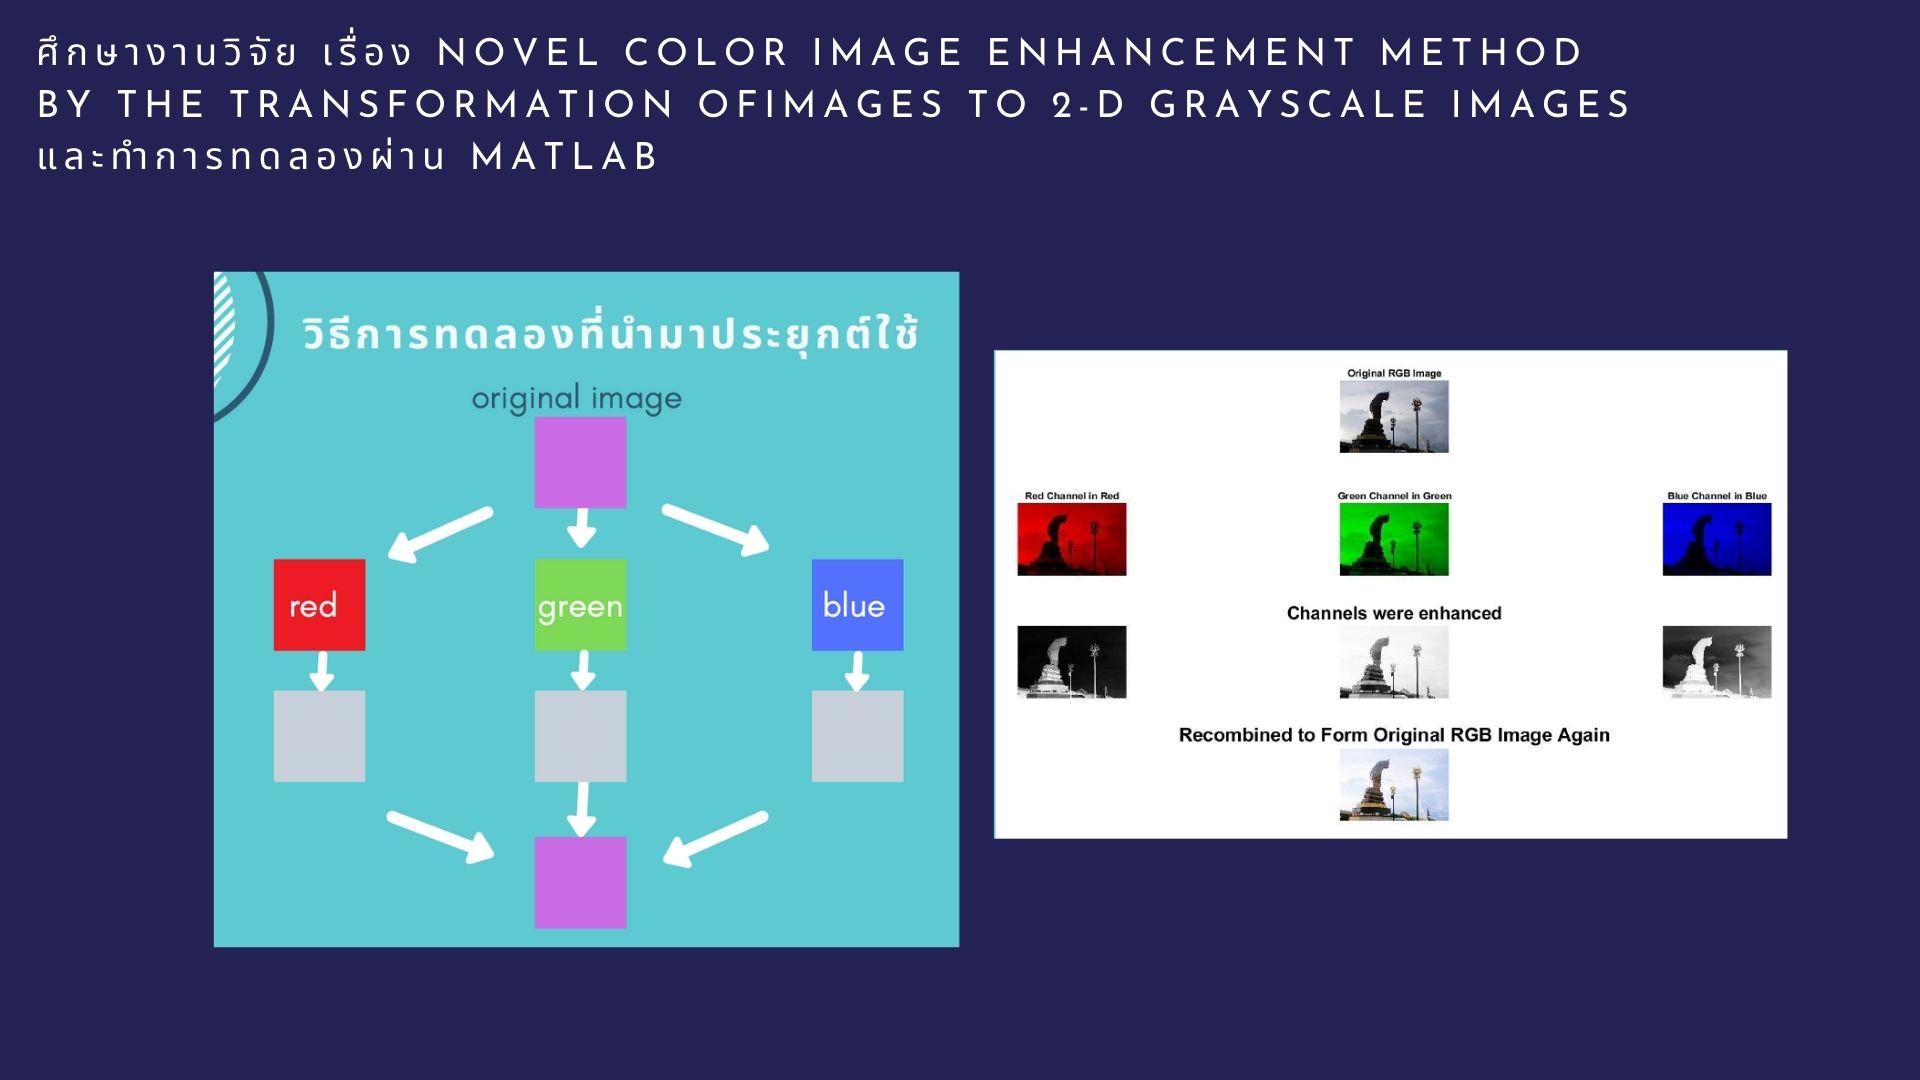 ศึกษางานวิจัย เรื่อง NOVEL COLOR IMAGE ENHANCEMENT METHOD
BY THE TRANSFORMATION OFIMAGES TO 2-D GRAYSCALE IMAGES
และทำการทดลองผ่าน MATLAB
วิธีการทดลองที่นำมาประยุกต์ใช้
original image
red
green
blue
Original RGB Image
Red Channel in Red
Green Channel in Green
Blue Channel in Blue
Channels were enhanced
Recombined to Form Original RGB Image Again